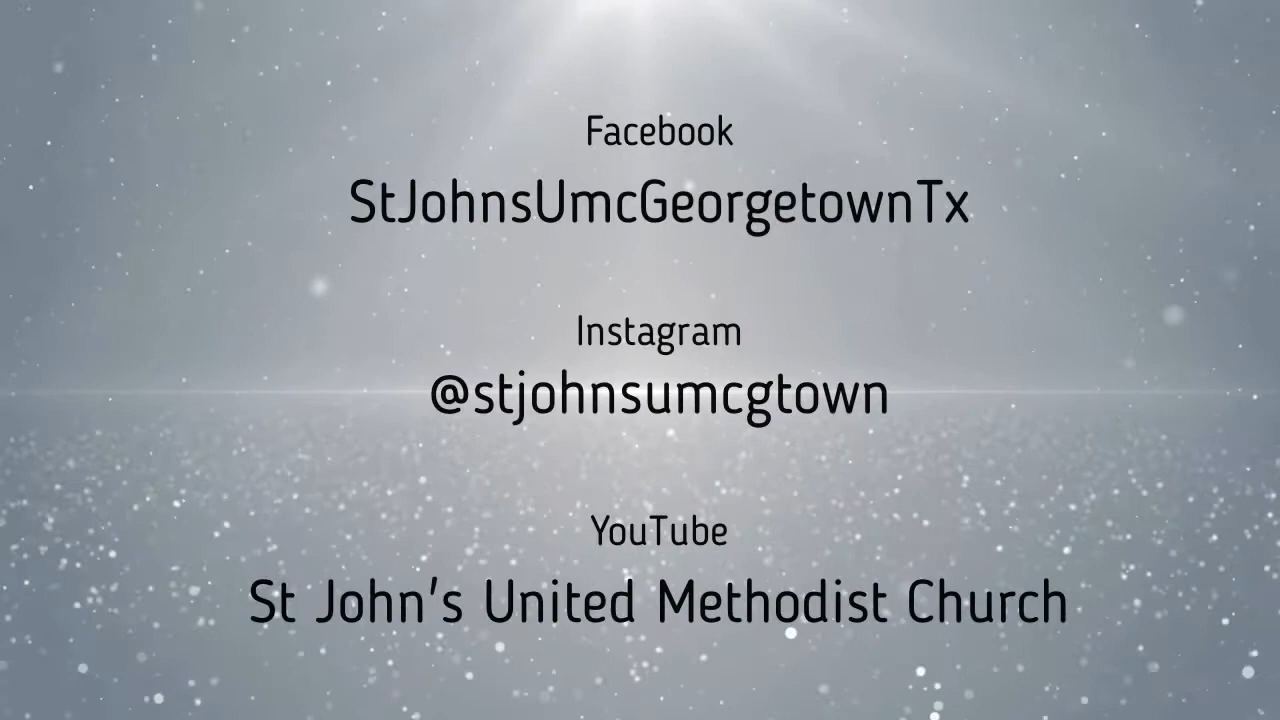 Facebook
StJohnsUmcGeorgetownTx
Instagram
@stjohnsumcgtown
YouTube
St John's United Methodist Church